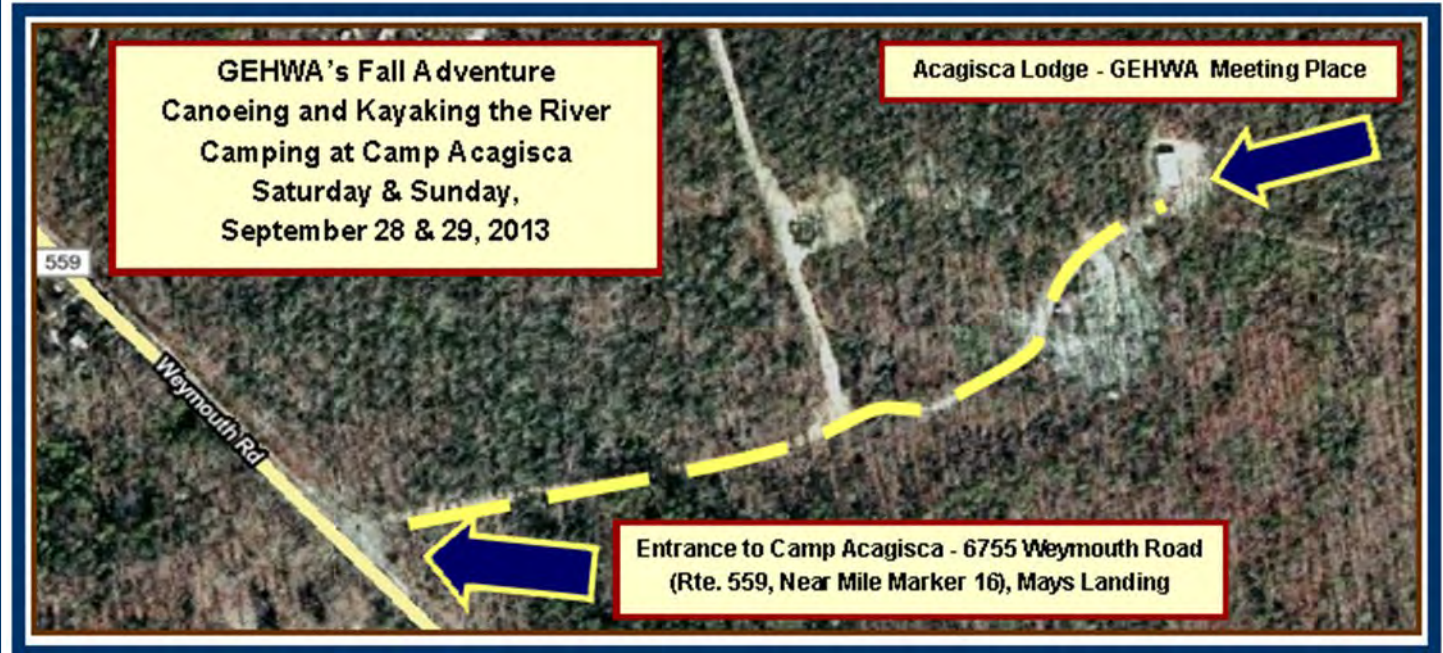 GEHWA's Fall Adventure
Canoeing and Kayaking the River
Camping at Camp Acagisca
Saturday & Sunday,
September 28 & 29, 2013
Acagisca Lodge - GEHWA Meeting Place
559
Weymouth Rd
Entrance to Camp Acagisca - 6755 Weymouth Road
(Rte. 559, Near Mile Marker 16), Mays Landing